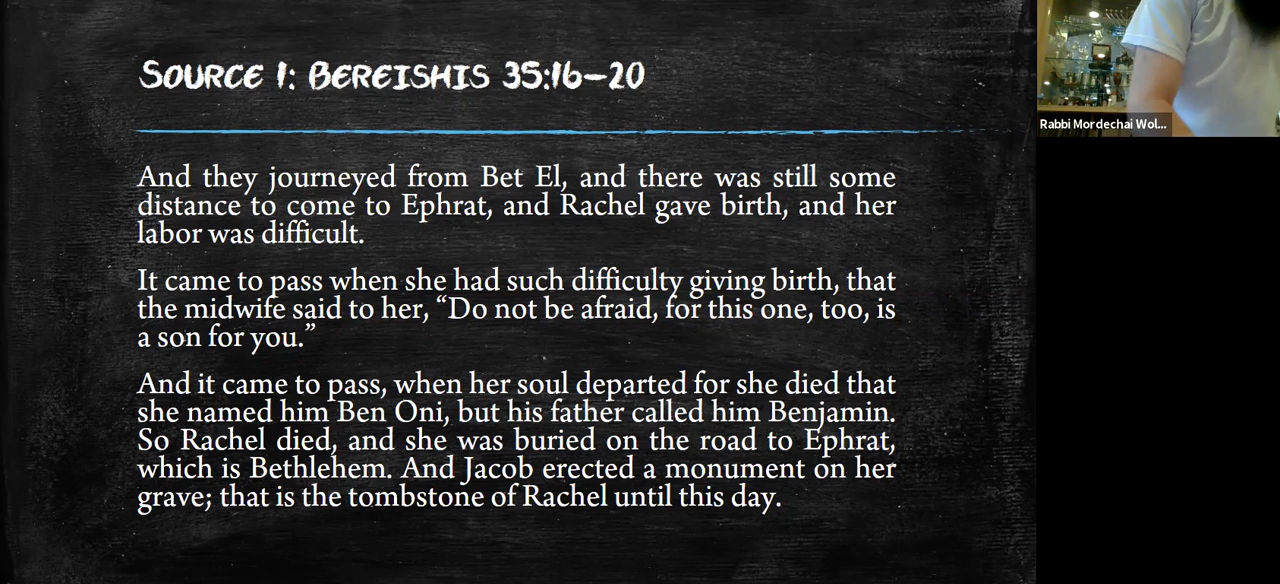 Source 1: Bereishis 35:16–20
And they journeyed from Bet El, and there was still some
distance to come to Ephrat, and Rachel gave birth, and her
labor was difficult.
It came to pass when she had such difficulty giving birth, that
the midwife said to her, “Do not be afraid, for this one, too, is
a son for you.”
And it came to pass, when her soul departed for she died that
she named him Ben Oni, but his father called him Benjamin.
So Rachel died, and she was buried on the road to Ephrat,
which is Bethlehem. And Jacob erected a monument on her
grave; that is the tombstone of Rachel until this day.
Rabbi Mordechai Wol...